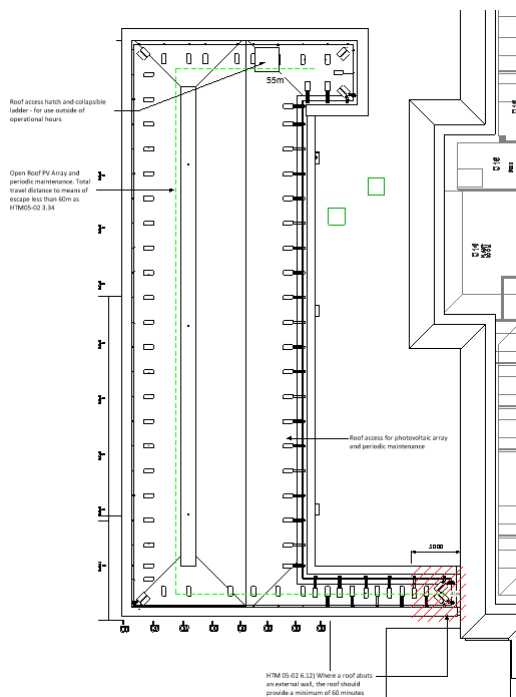 55m
Roof access hatch and collapsible
ladder - for use outside of
operational hours
D16
Open Roof PV Array and
periodic maintenance. Total
travel distance to means of
escape less than 60m as
HTM05-02 3.34
D16
Roof access for photovoltaic array
and periodic maintenance
5000
HTM 05-02 6.12) Where a roof abuts
an external wall, the roof should
provide a minimum of 60 minutes